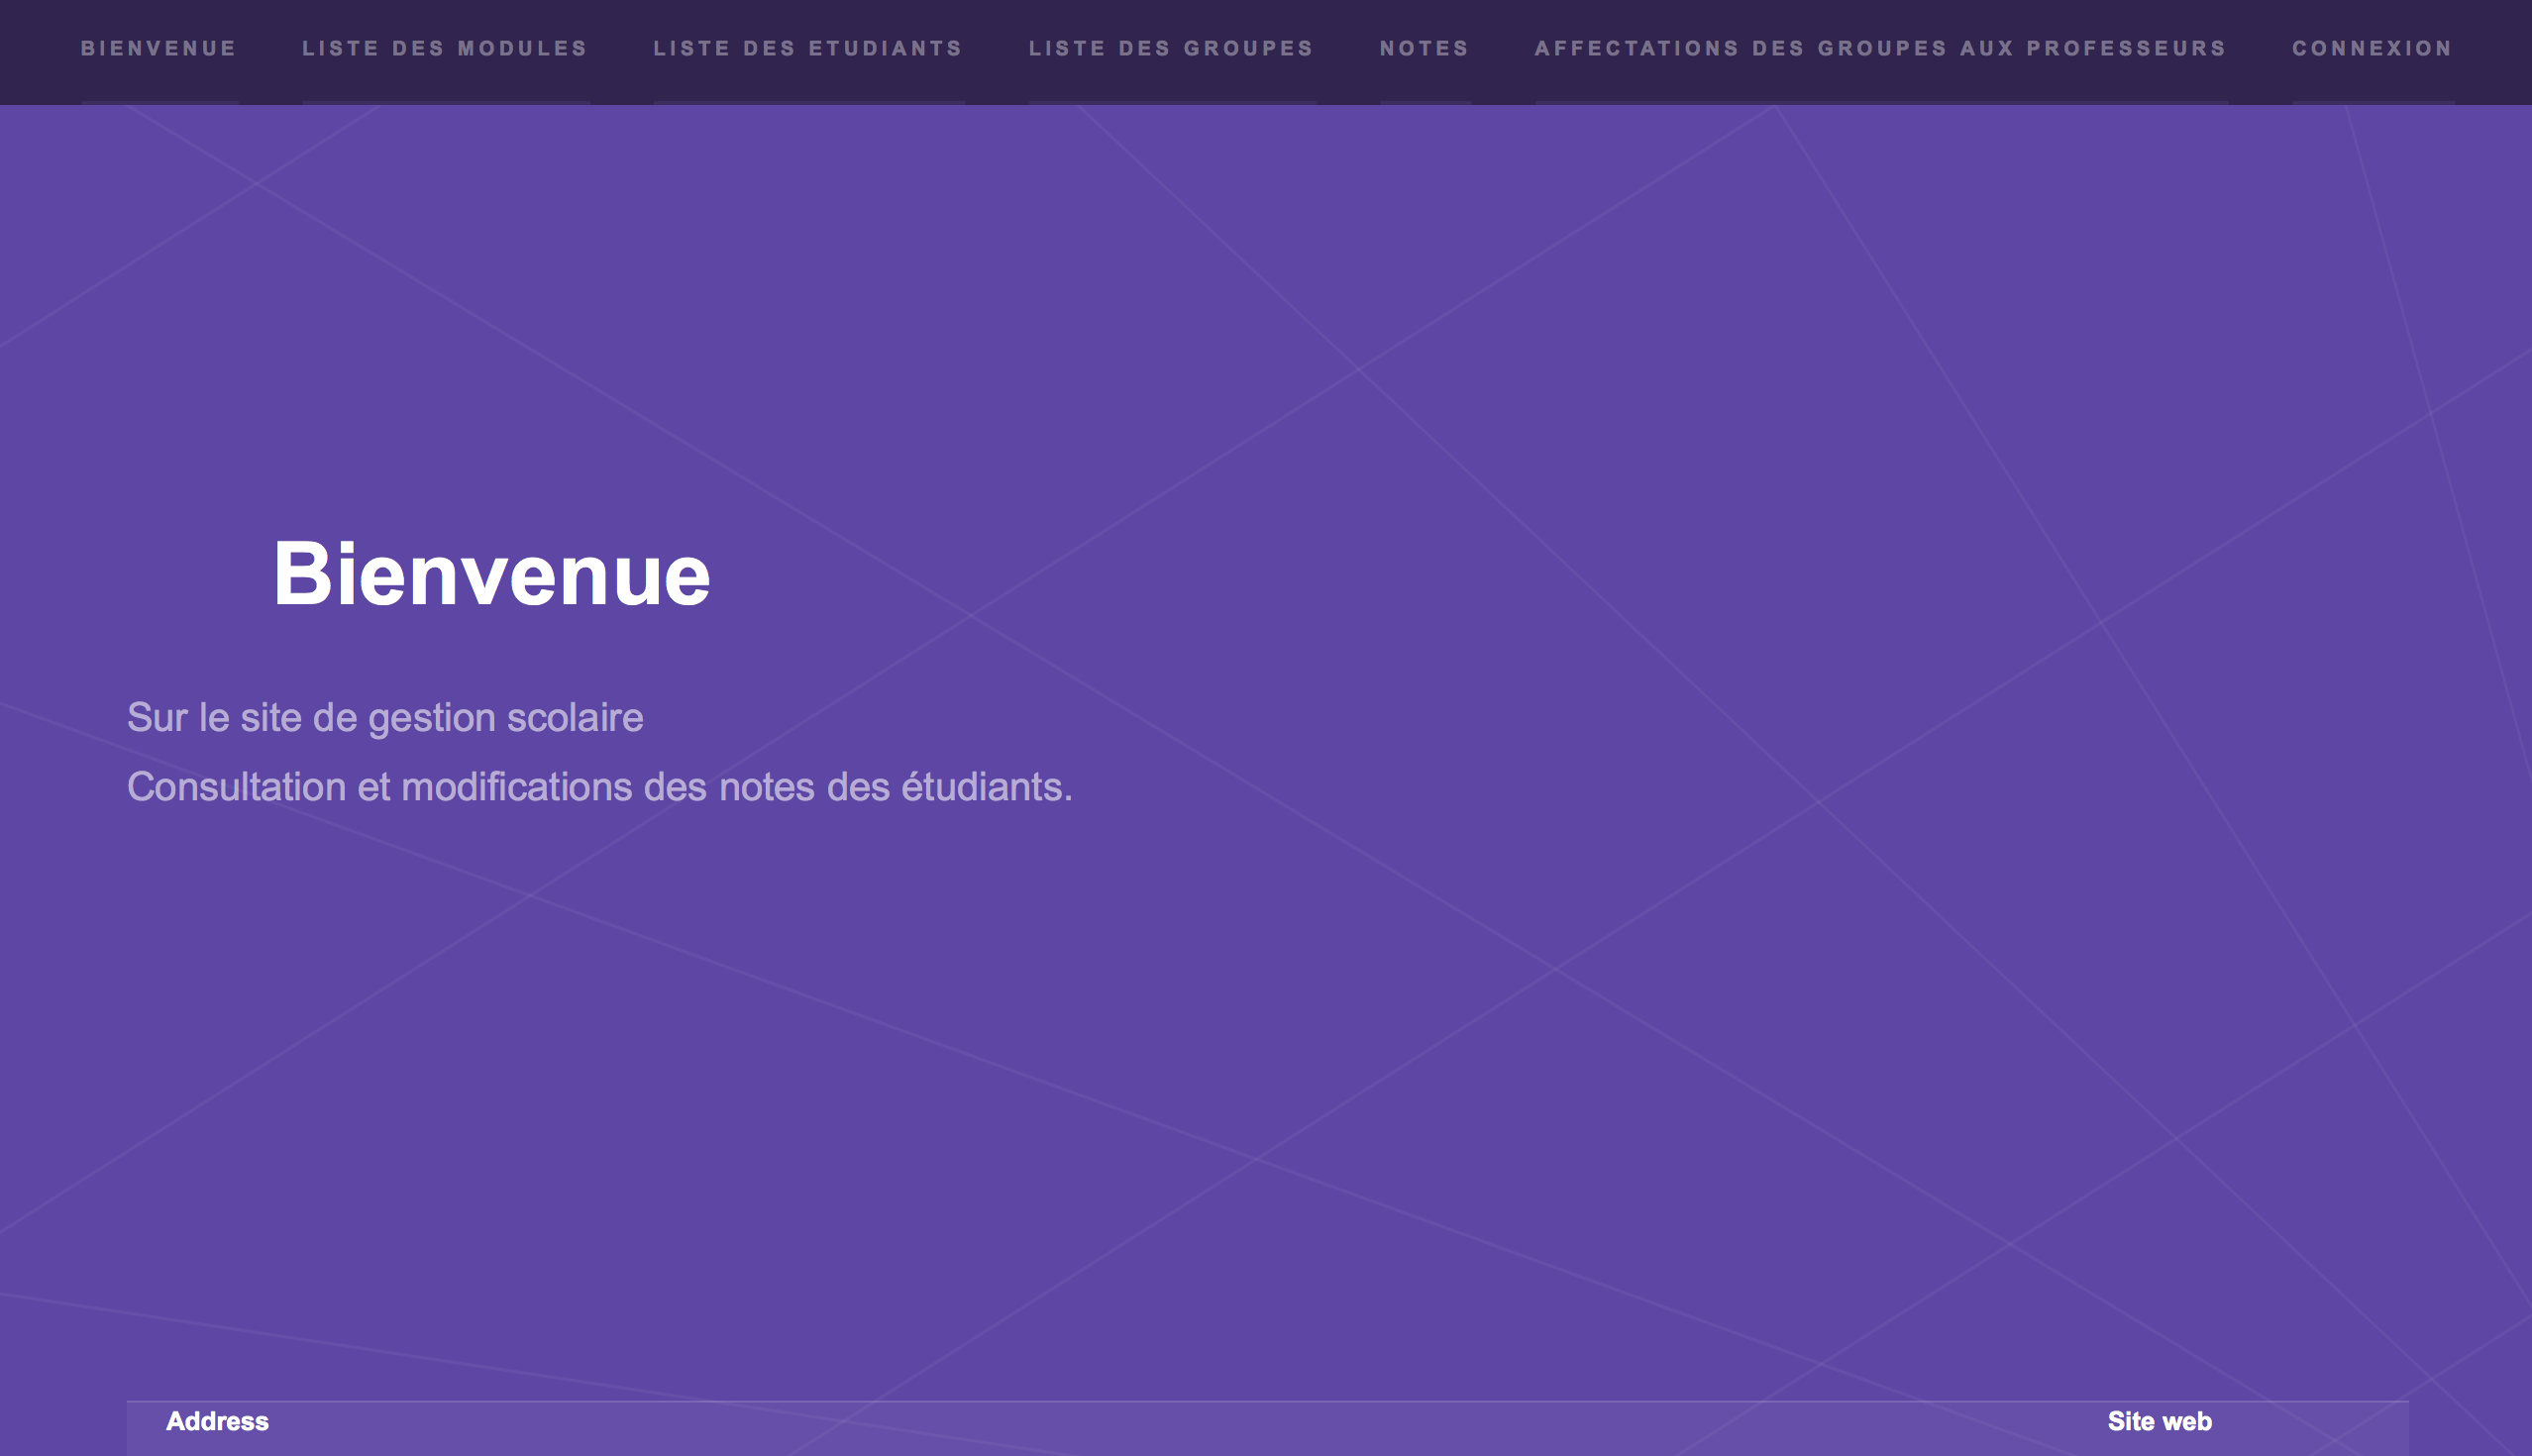 BIENVENUE LISTE DES MODULES LISTE DES ETUDIANTS LISTE DES GROUPES NOTES AFFECTATIONS DES GROUPES AUX PROFESSEURS CONNEXION
Bienvenue
Sur le site de gestion scolaire
Consultation et modifications des notes des étudiants.
Address Site web